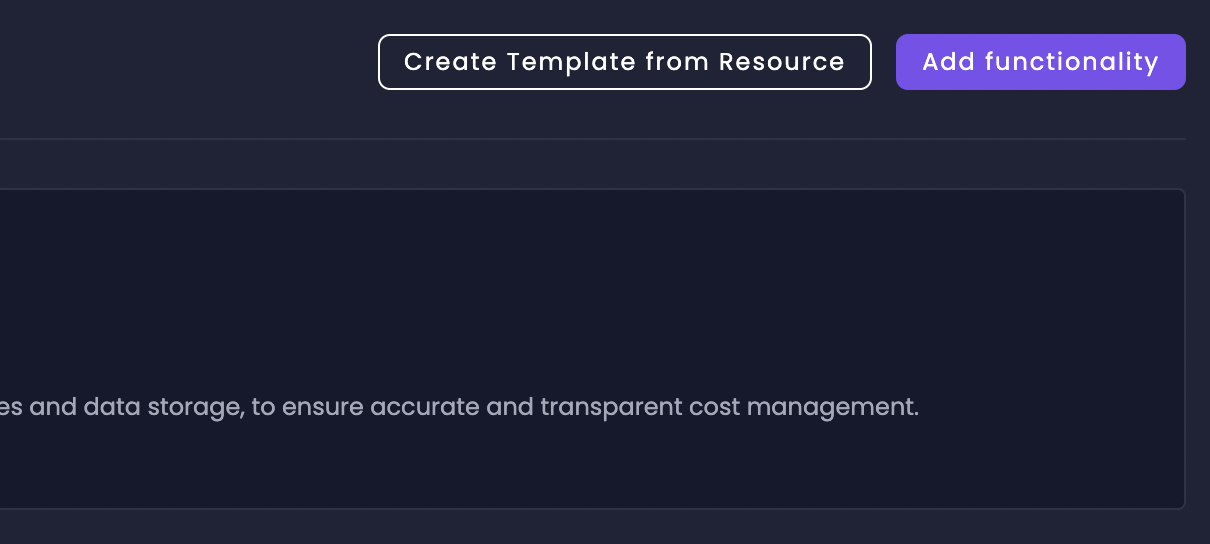 Create Template from Resource
Add functionality
es and data storage, to ensure accurate and transparent cost management.